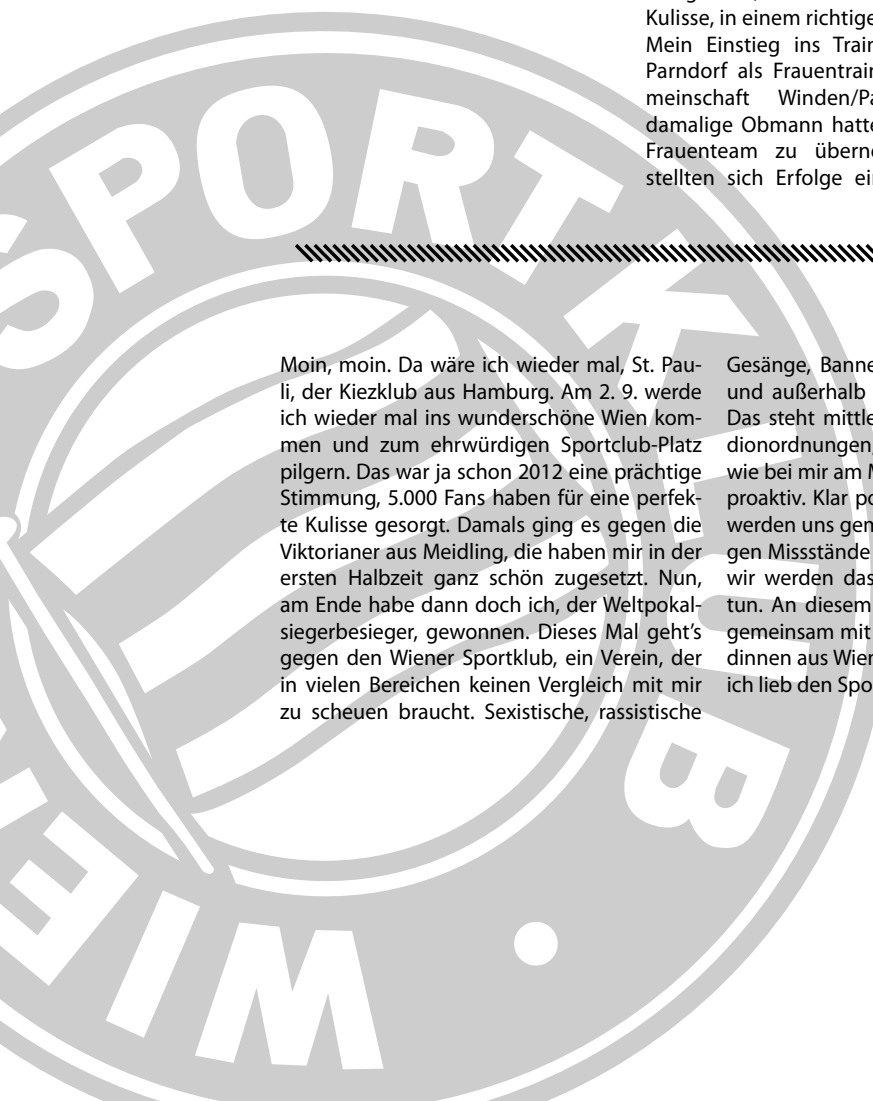 Kulisse, in einem richtige
Mein Einstieg ins Train
Parndorf als Frauentrain
meinschaft Winden/Pa
damalige Obmann hatte
Frauenteam zu überne
stellten sich Erfolge ein
SPORTKLUB
WIE
N
Moin, moin. Da wäre ich wieder mal, St. Pau-
li, der Kiezklub aus Hamburg. Am 2. 9. werde
ich wieder mal ins wunderschöne Wien kom-
men und zum ehrwürdigen Sportclub-Platz
pilgern. Das war ja schon 2012 eine prächtige
Stimmung, 5.000 Fans haben für eine perfek-
te Kulisse gesorgt. Damals ging es gegen die
Viktorianer aus Meidling, die haben mir in der
ersten Halbzeit ganz schön zugesetzt. Nun,
am Ende habe dann doch ich, der Weltpokal-
siegerbesieger, gewonnen. Dieses Mal geht's
gegen den Wiener Sportklub, ein Verein, der
in vielen Bereichen keinen Vergleich mit mir
zu scheuen braucht. Sexistische, rassistische
Gesänge, Banne
und außerhalb
Das steht mittle
dionordnungen,
wie bei mir am M
proaktiv. Klar po
werden uns gem
gen Missstände
wir werden das
tun. An diesem
gemeinsam mit
dinnen aus Wien
ich lieb den Spo